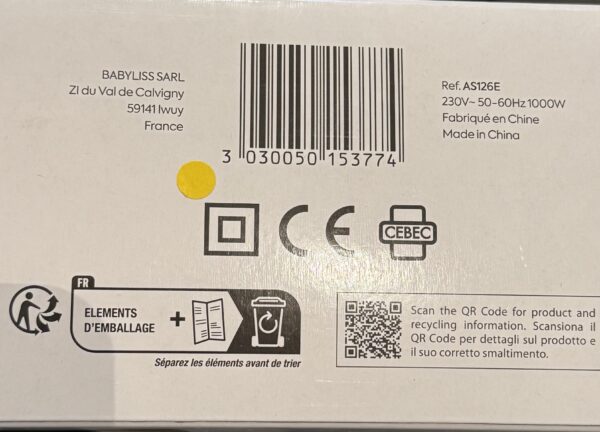 BABYLISS SARL
ZI du Val de Calvigny
59141 Iwuy
France
3 030050 153774
Ref. AS126E
230V~ 50-60Hz 1000W
Fabriqué en Chine
Made in China
CE
CEBEC
FR
ELEMENTS
D'EMBALLAGE
+
Séparez les éléments avant de trier
Scan the QR Code for product and
recycling information. Scansiona il
QR Code per dettagli sul prodotto e
il suo corretto smaltimento.